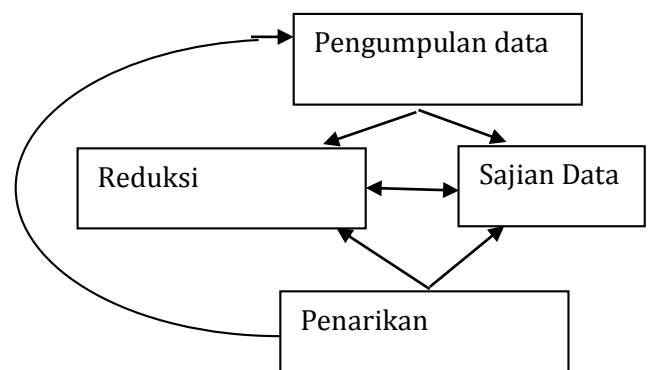 Pengumpulan data
Reduksi
Sajian Data
Penarikan